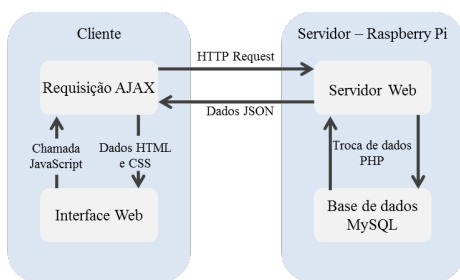 Cliente
Servidor – Raspberry Pi
HTTP Request
Requisição AJAX
Servidor Web
Dados JSON
Chamada
JavaScript
Dados HTML
e CSS
Troca de dados
PHP
Interface Web
Base de dados
MySQL